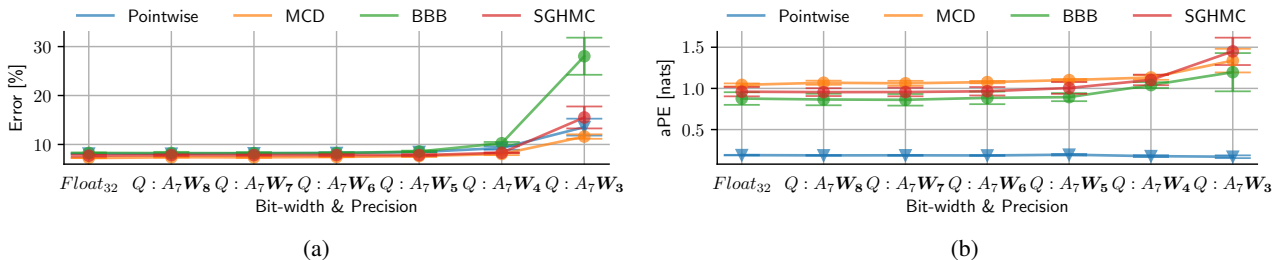 Pointwise MCD BBB SGHMC
30
20
10
Error [%]
Float32 Q : A7W8 Q : A7W7 Q : A7W6 Q : A7W5 Q : A7W4 Q : A7W3
Bit-width & Precision
(a)
Pointwise MCD BBB SGHMC
1.5
1.0
0.5
aPE [nats]
Float32 Q : A7W8 Q : A7W7 Q : A7W6 Q : A7W5 Q : A7W4 Q : A7W3
Bit-width & Precision
(b)